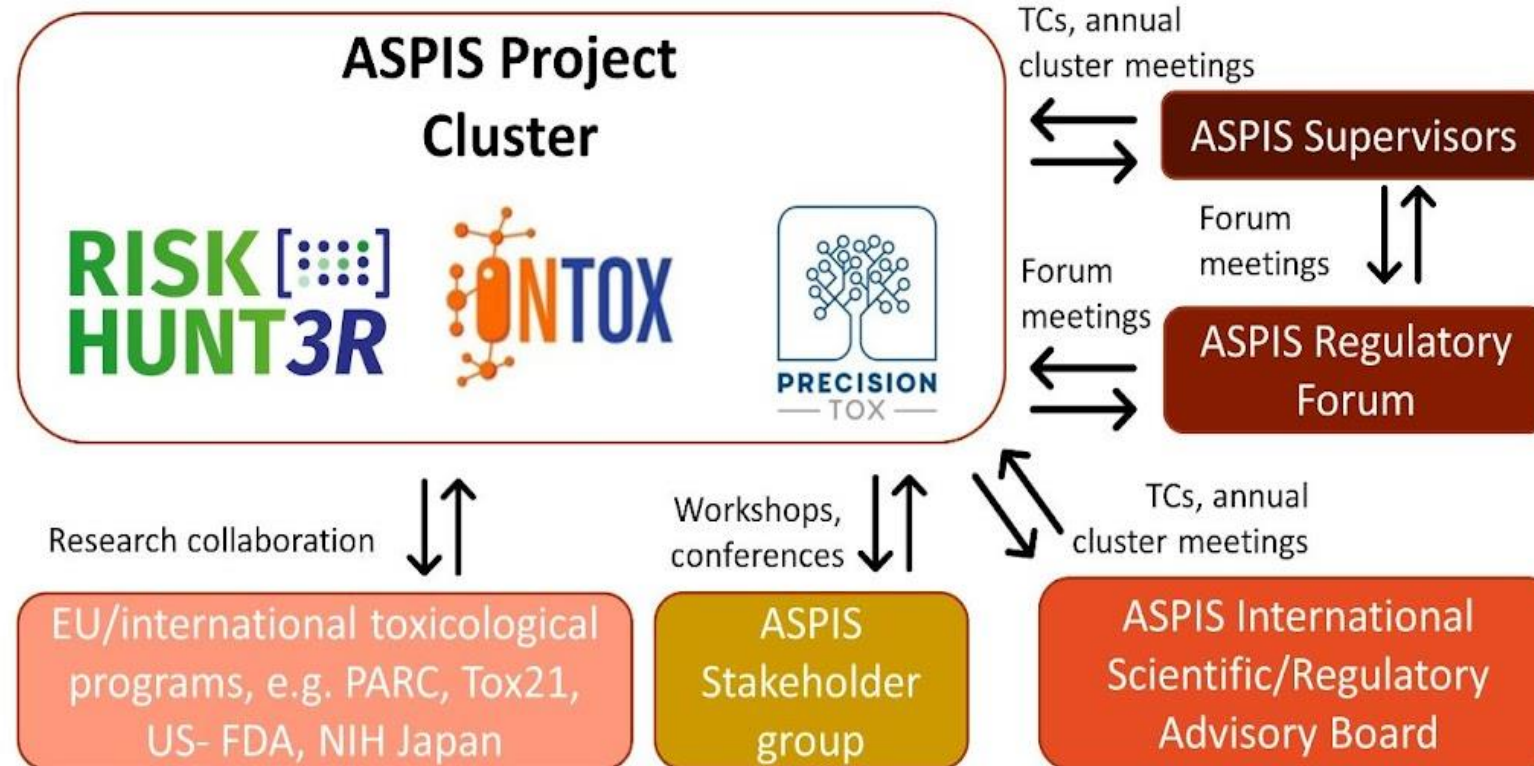 ASPIS Project
Cluster
RISK
HUNT3R
ONTOX
PRECISION
TOX
TCs, annual
cluster meetings
ASPIS Supervisors
Forum
meetings
Forum
meetings
ASPIS Regulatory
Forum
Research collaboration
Workshops,
conferences
TCs, annual
cluster meetings
EU/international toxicological
programs, e.g. PARC, Tox21,
US- FDA, NIH Japan
ASPIS
Stakeholder
group
ASPIS International
Scientific/Regulatory
Advisory Board